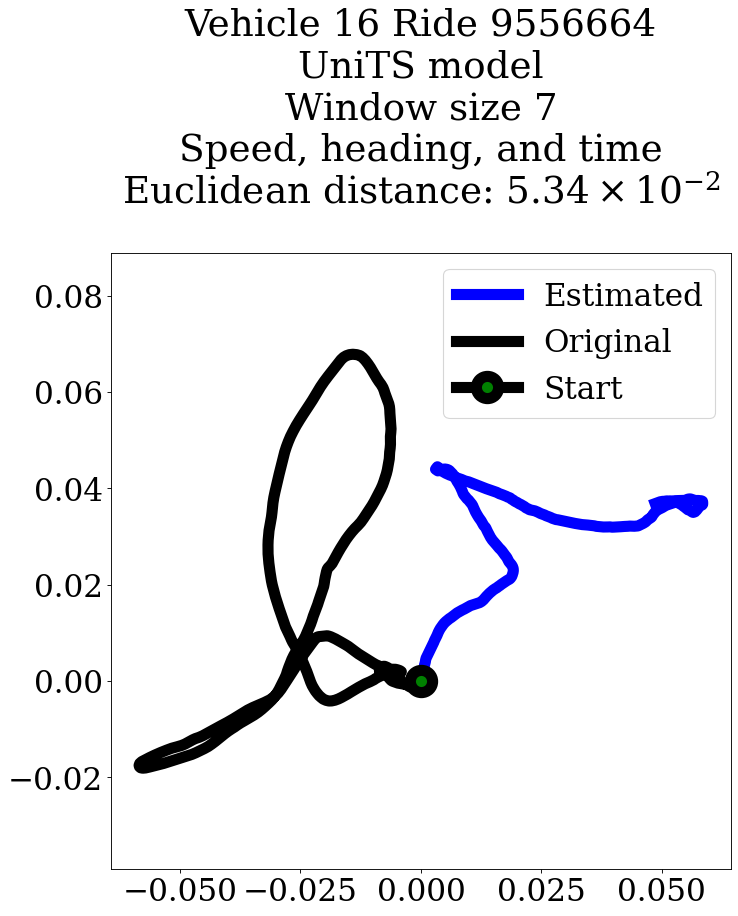 Vehicle 16 Ride 9556664
UniTS model
Window size 7
Speed, heading, and time
Euclidean distance: 5.34 × 10⁻²
Estimated
Original
Start
0.08
0.06
0.04
0.02
0.00
−0.02
−0.050 −0.025 0.000 0.025 0.050